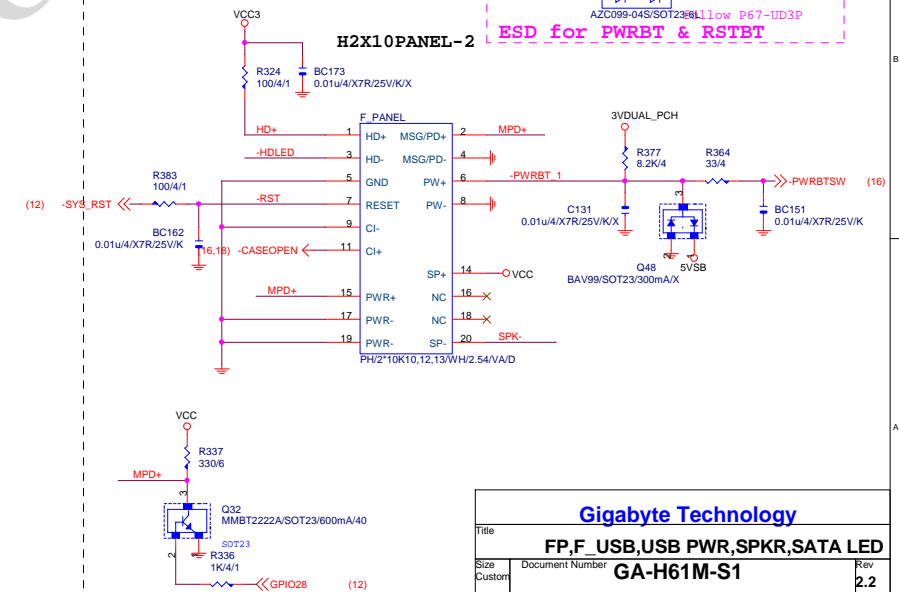 AZC099-04S/SOT23-6L
Follow P67-UD3P
ESD for PWRBT & RSTBT
B
VCC3
H2X10PANEL-2
R324
100/4/1
BC173
0.01u/4/X7R/25V/K/X
F_PANEL
3VDUAL_PCH
HD+ 1 HD+ MSG/PD+ 2 MPD+
-HDLED 3 HD- MSG/PD- 4
R377
8.2K/4
R364
33/4
R383
100/4/1
5 GND PW+ 6 -PWRBT_1
-PWRBTSW (16)
(12) -SYS_RST -RST 7 RESET PW- 8
3
C131
0.01u/4/X7R/25V/K/X
BC151
0.01u/4/X7R/25V/K
BC162
0.01u/4/X7R/25V/K
9 CI-
(16,18) -CASEOPEN 11 CI+
2 1
Q48 5VSB
BAV99/SOT23/300mA/X
SP+ 14 VCC
MPD+ 15 PWR+ NC 16
17 PWR- NC 18
19 PWR- SP- 20 SPK-
PH/2*10K10,12,13/WH/2.54/VA/D
VCC
A
R337
330/6
MPD+
3
Q32
MMBT2222A/SOT23/600mA/40
SOT23
2 1
R336
1K/4/1
GPIO28 (12)
Gigabyte Technology
Title
FP,F_USB,USB PWR,SPKR,SATA LED
Size
Custom
Document Number
GA-H61M-S1
Rev
2.2